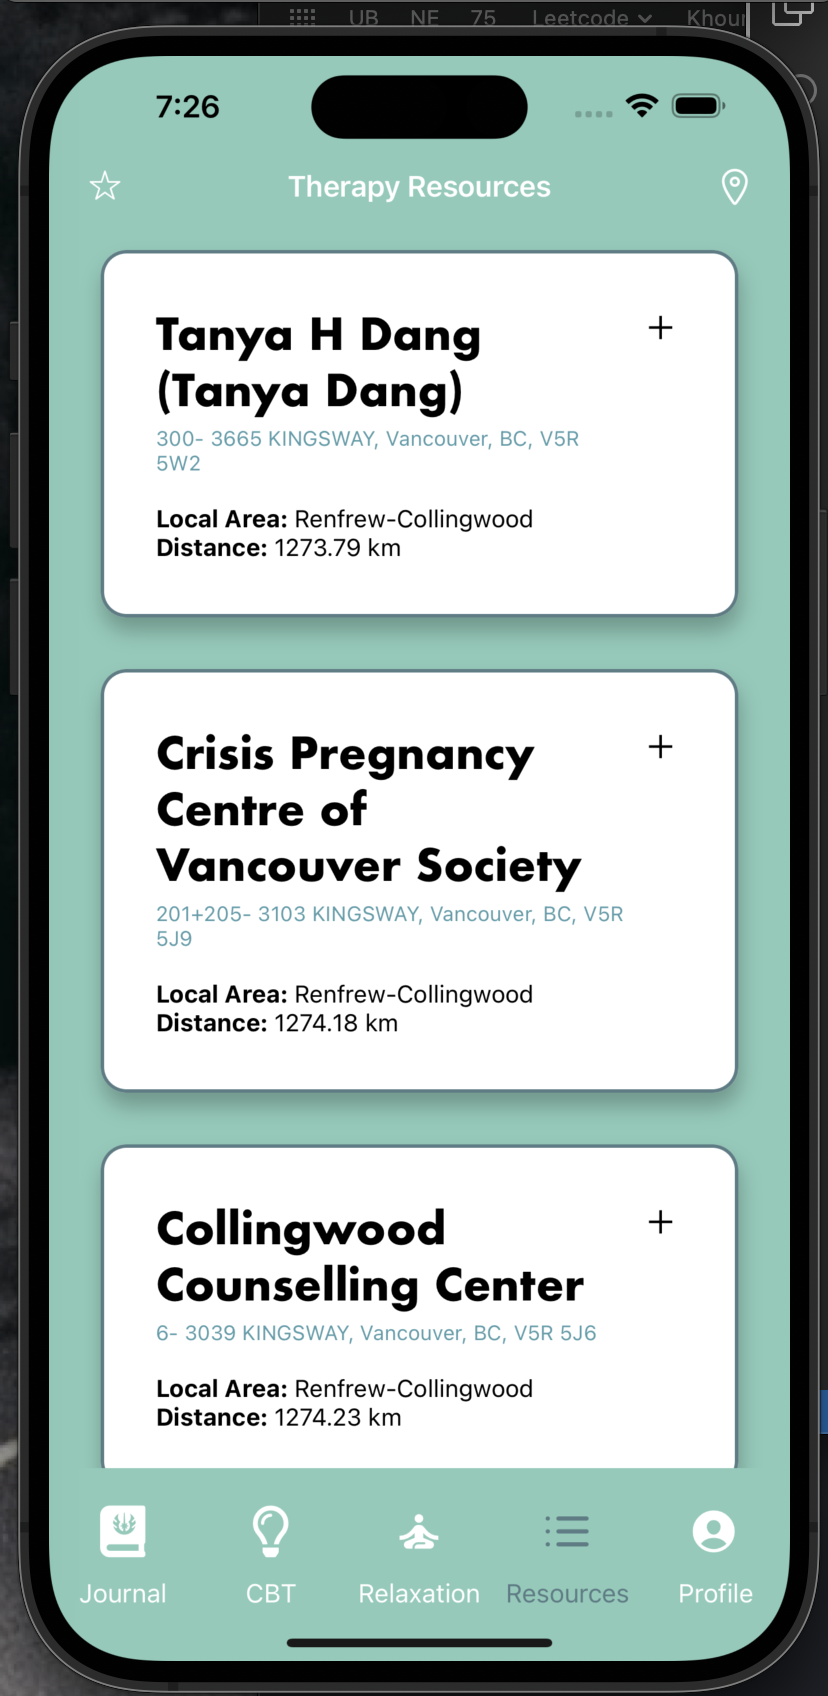 UB NE 75 Leetcode
7:26
Therapy Resources
Tanya H Dang
(Tanya Dang)
300- 3665 KINGSWAY, Vancouver, BC, V5R
5W2
Local Area: Renfrew-Collingwood
Distance: 1273.79 km
Crisis Pregnancy
Centre of
Vancouver Society
201+205- 3103 KINGSWAY, Vancouver, BC, V5R
5J9
Local Area: Renfrew-Collingwood
Distance: 1274.18 km
Collingwood
Counselling Center
6- 3039 KINGSWAY, Vancouver, BC, V5R 5J6
Local Area: Renfrew-Collingwood
Distance: 1274.23 km
Journal CBT Relaxation Resources Profile